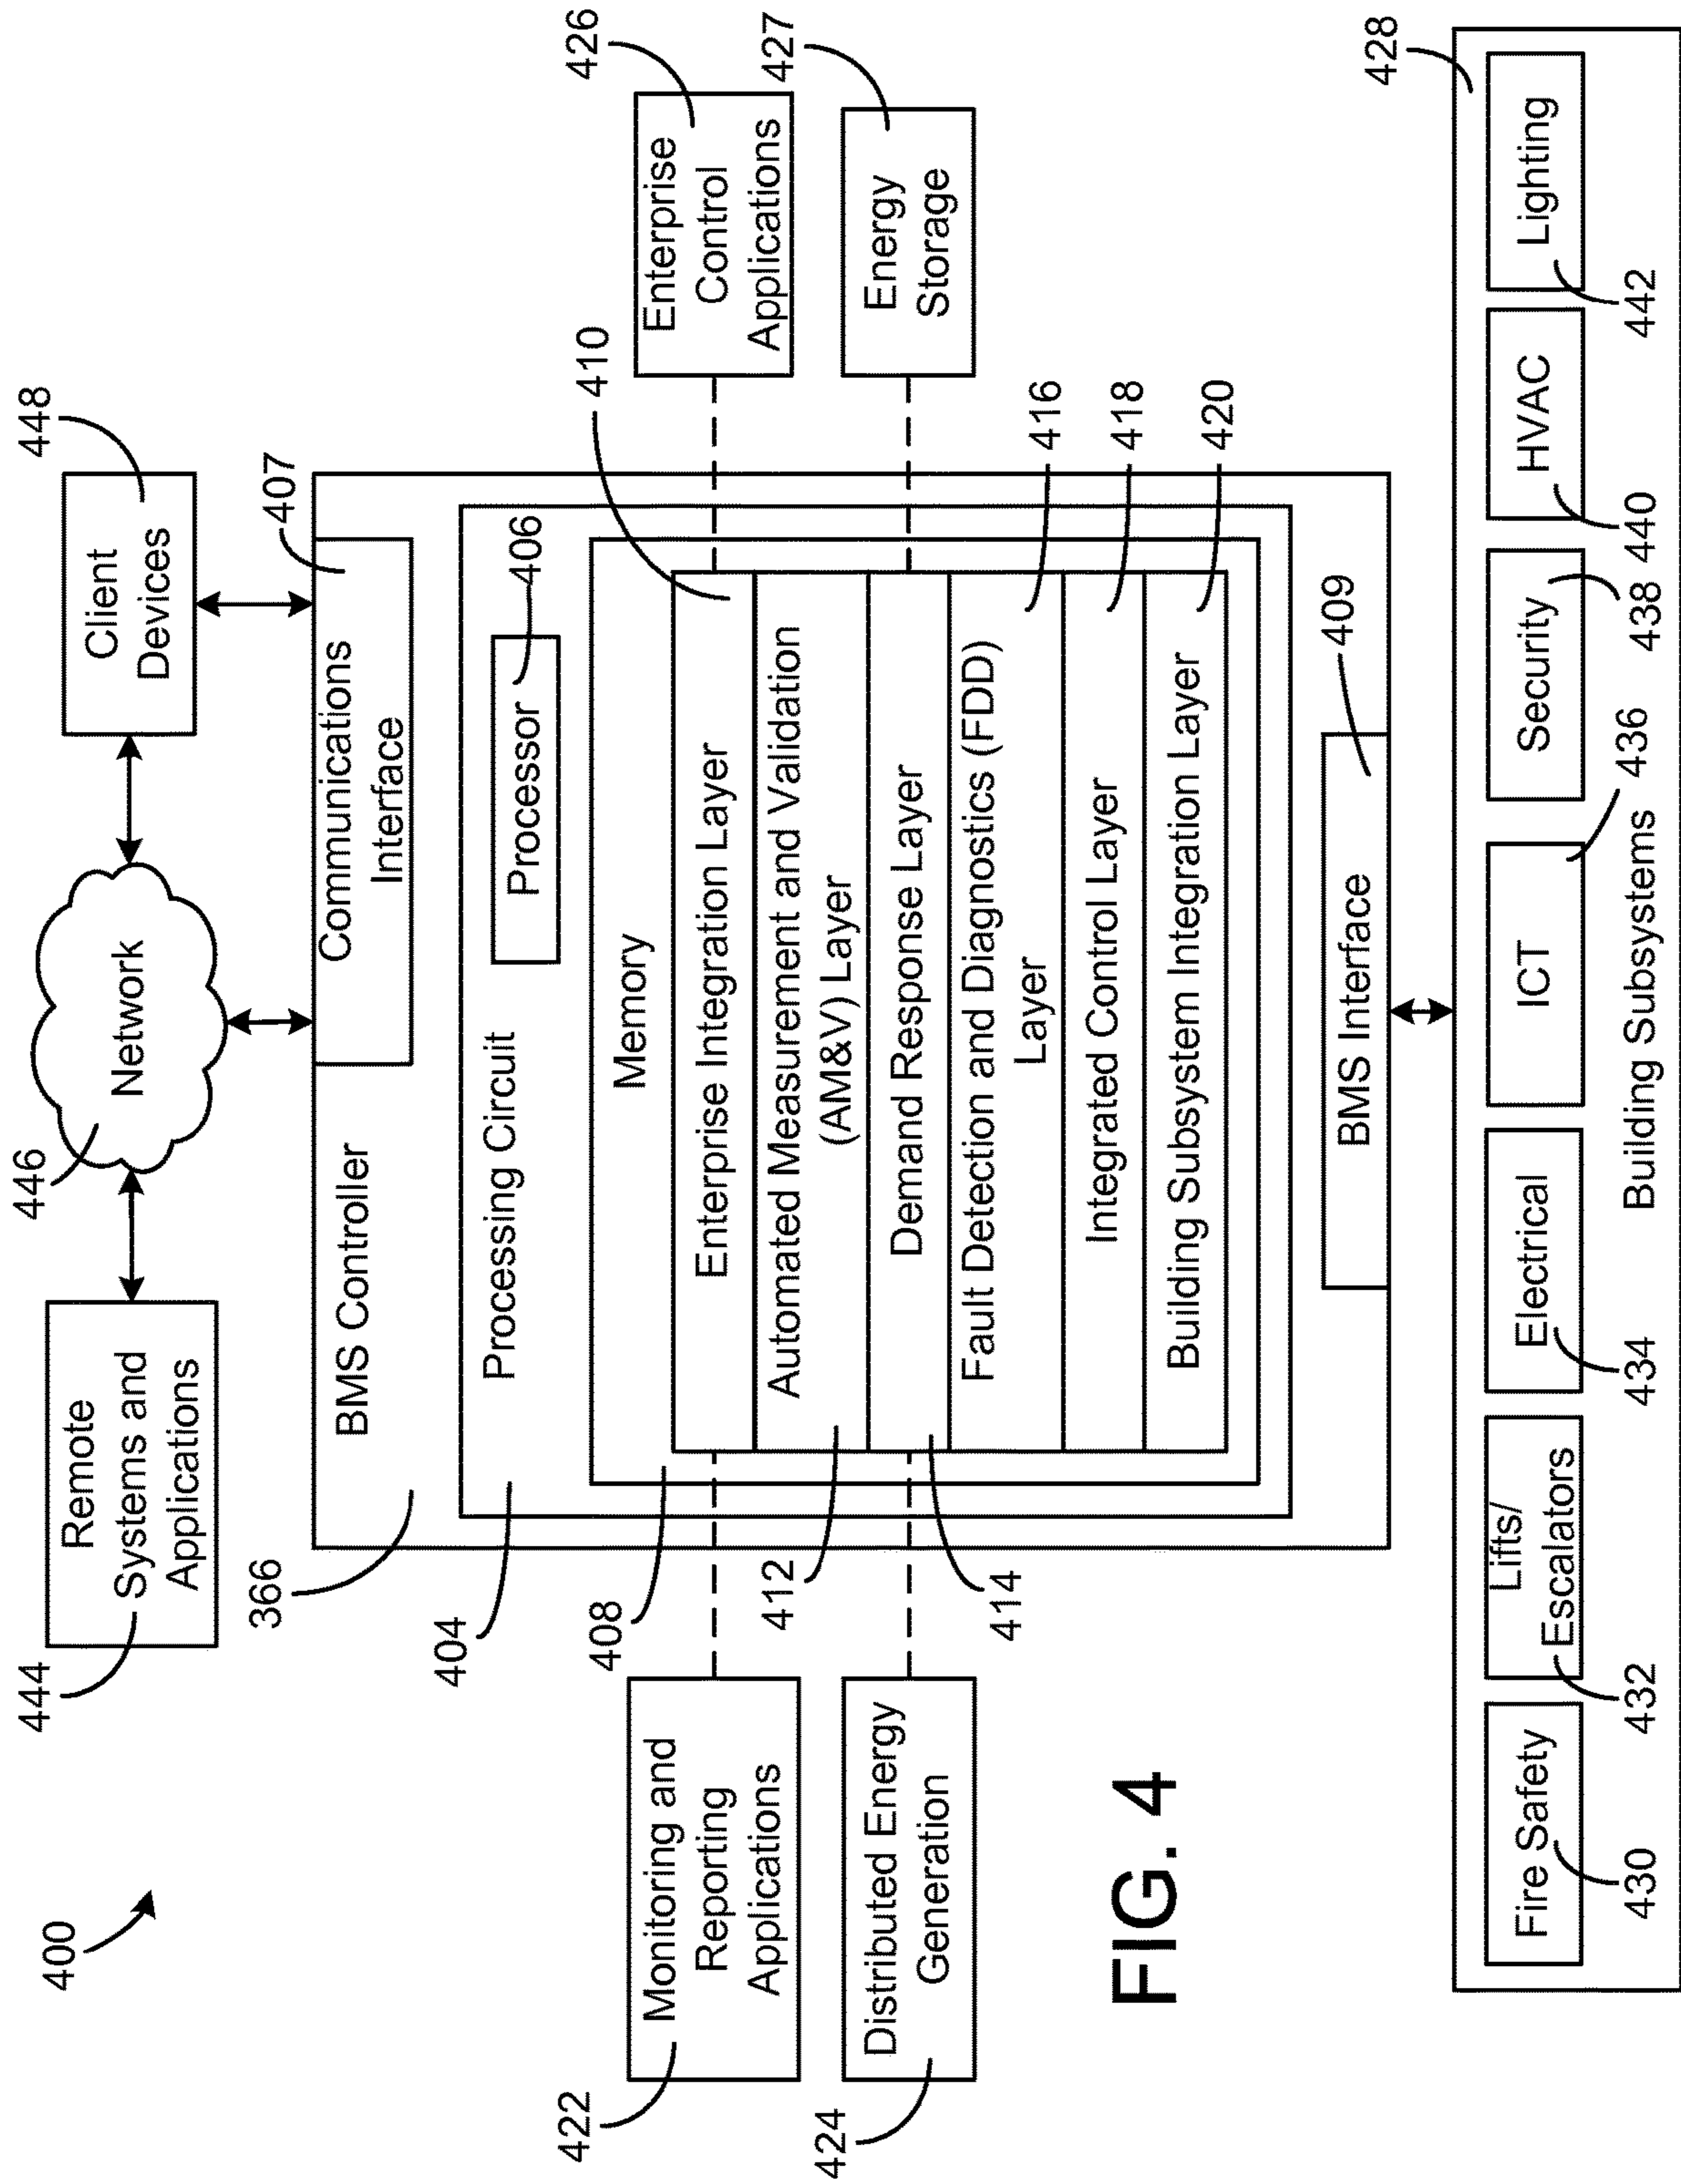 400
444
Remote
Systems and
Applications
446
Network
448
Client
Devices
366
BMS Controller
407
Communications
Interface
404
Processing Circuit
Processor
406
408
Memory
410
Enterprise Integration Layer
412
Automated Measurement and Validation
(AM&V) Layer
414
Demand Response Layer
Fault Detection and Diagnostics (FDD)
Layer
416
Integrated Control Layer
418
Building Subsystem Integration Layer
420
BMS Interface
409
422
Monitoring and
Reporting
Applications
424
Distributed Energy
Generation
426
Enterprise
Control
Applications
427
Energy
Storage
428
Fire Safety
430
Lifts/
Escalators
432
Electrical
434
ICT
436
Security
438
HVAC
440
Lighting
442
Building Subsystems
FIG. 4